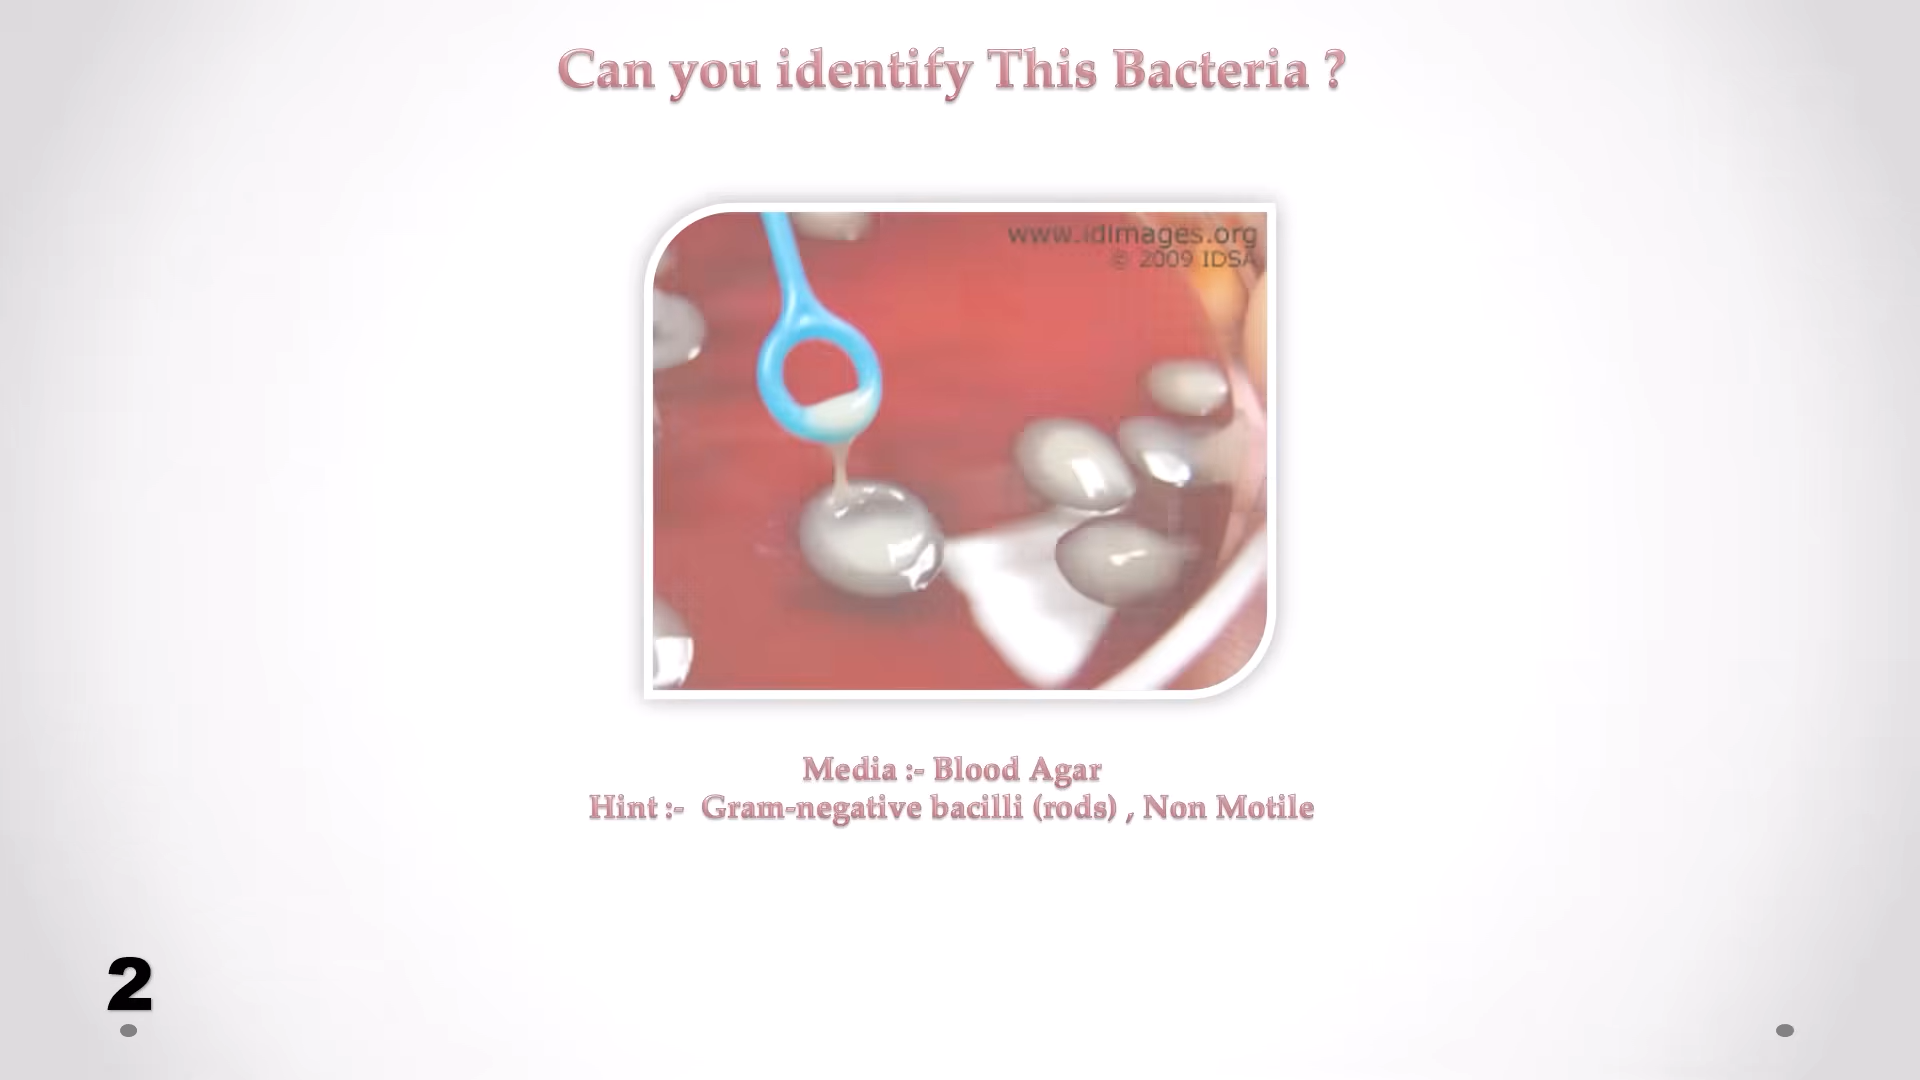 Can you identify This Bacteria ?
www.idimages.org
© 2009 IDSA
Media :- Blood Agar
Hint :- Gram-negative bacilli (rods) , Non Motile
2